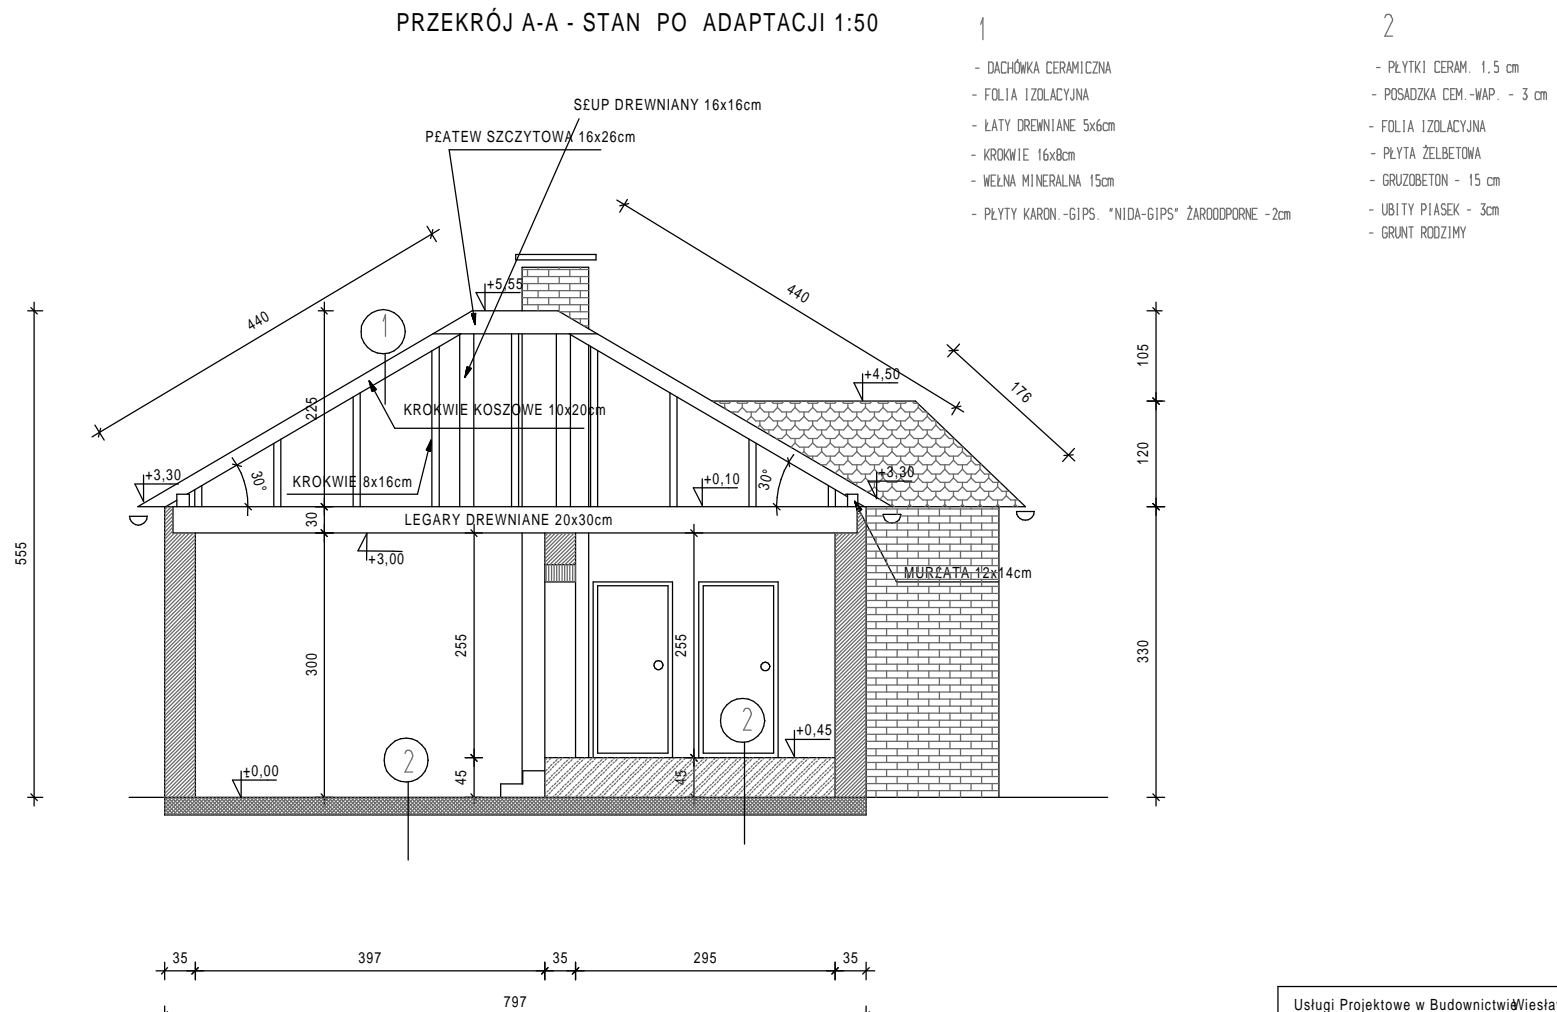 PRZEKRÓJ A-A - STAN PO ADAPTACJI 1:50
1
- DACHÓWKA CERAMICZNA
- FOLIA IZOLACYJNA
- ŁATY DREWNIANE 5x6cm
- KROKWIE 16x8cm
- WEŁNA MINERALNA 15cm
- PŁYTY KARON.-GIPS. "NIDA-GIPS" ŻAROODPORNE -2cm
2
- PŁYTKI CERAM. 1,5 cm
- POSADZKA CEM.-WAP. - 3 cm
- FOLIA IZOLACYJNA
- PŁYTA ŻELBETOWA
- GRUZOBETON - 15 cm
- UBITY PIASEK - 3cm
- GRUNT RODZIMY
S£UP DREWNIANY 16x16cm
P£ATEW SZCZYTOWA 16x26cm
440
440
176
+5,55
1
+4,50
105
225
KROKWIE KOSZOWE 10x20cm
120
+3,30
30°
KROKWIE 8x16cm
+0,10
30°
+3,30
30
LEGARY DREWNIANE 20x30cm
+3,00
555
MUR£ATA 12x14cm
300
255
255
330
2
2
+0,45
±0,00
45
45
35
397
35
295
35
797
Usługi Projektowe w Budownictwie